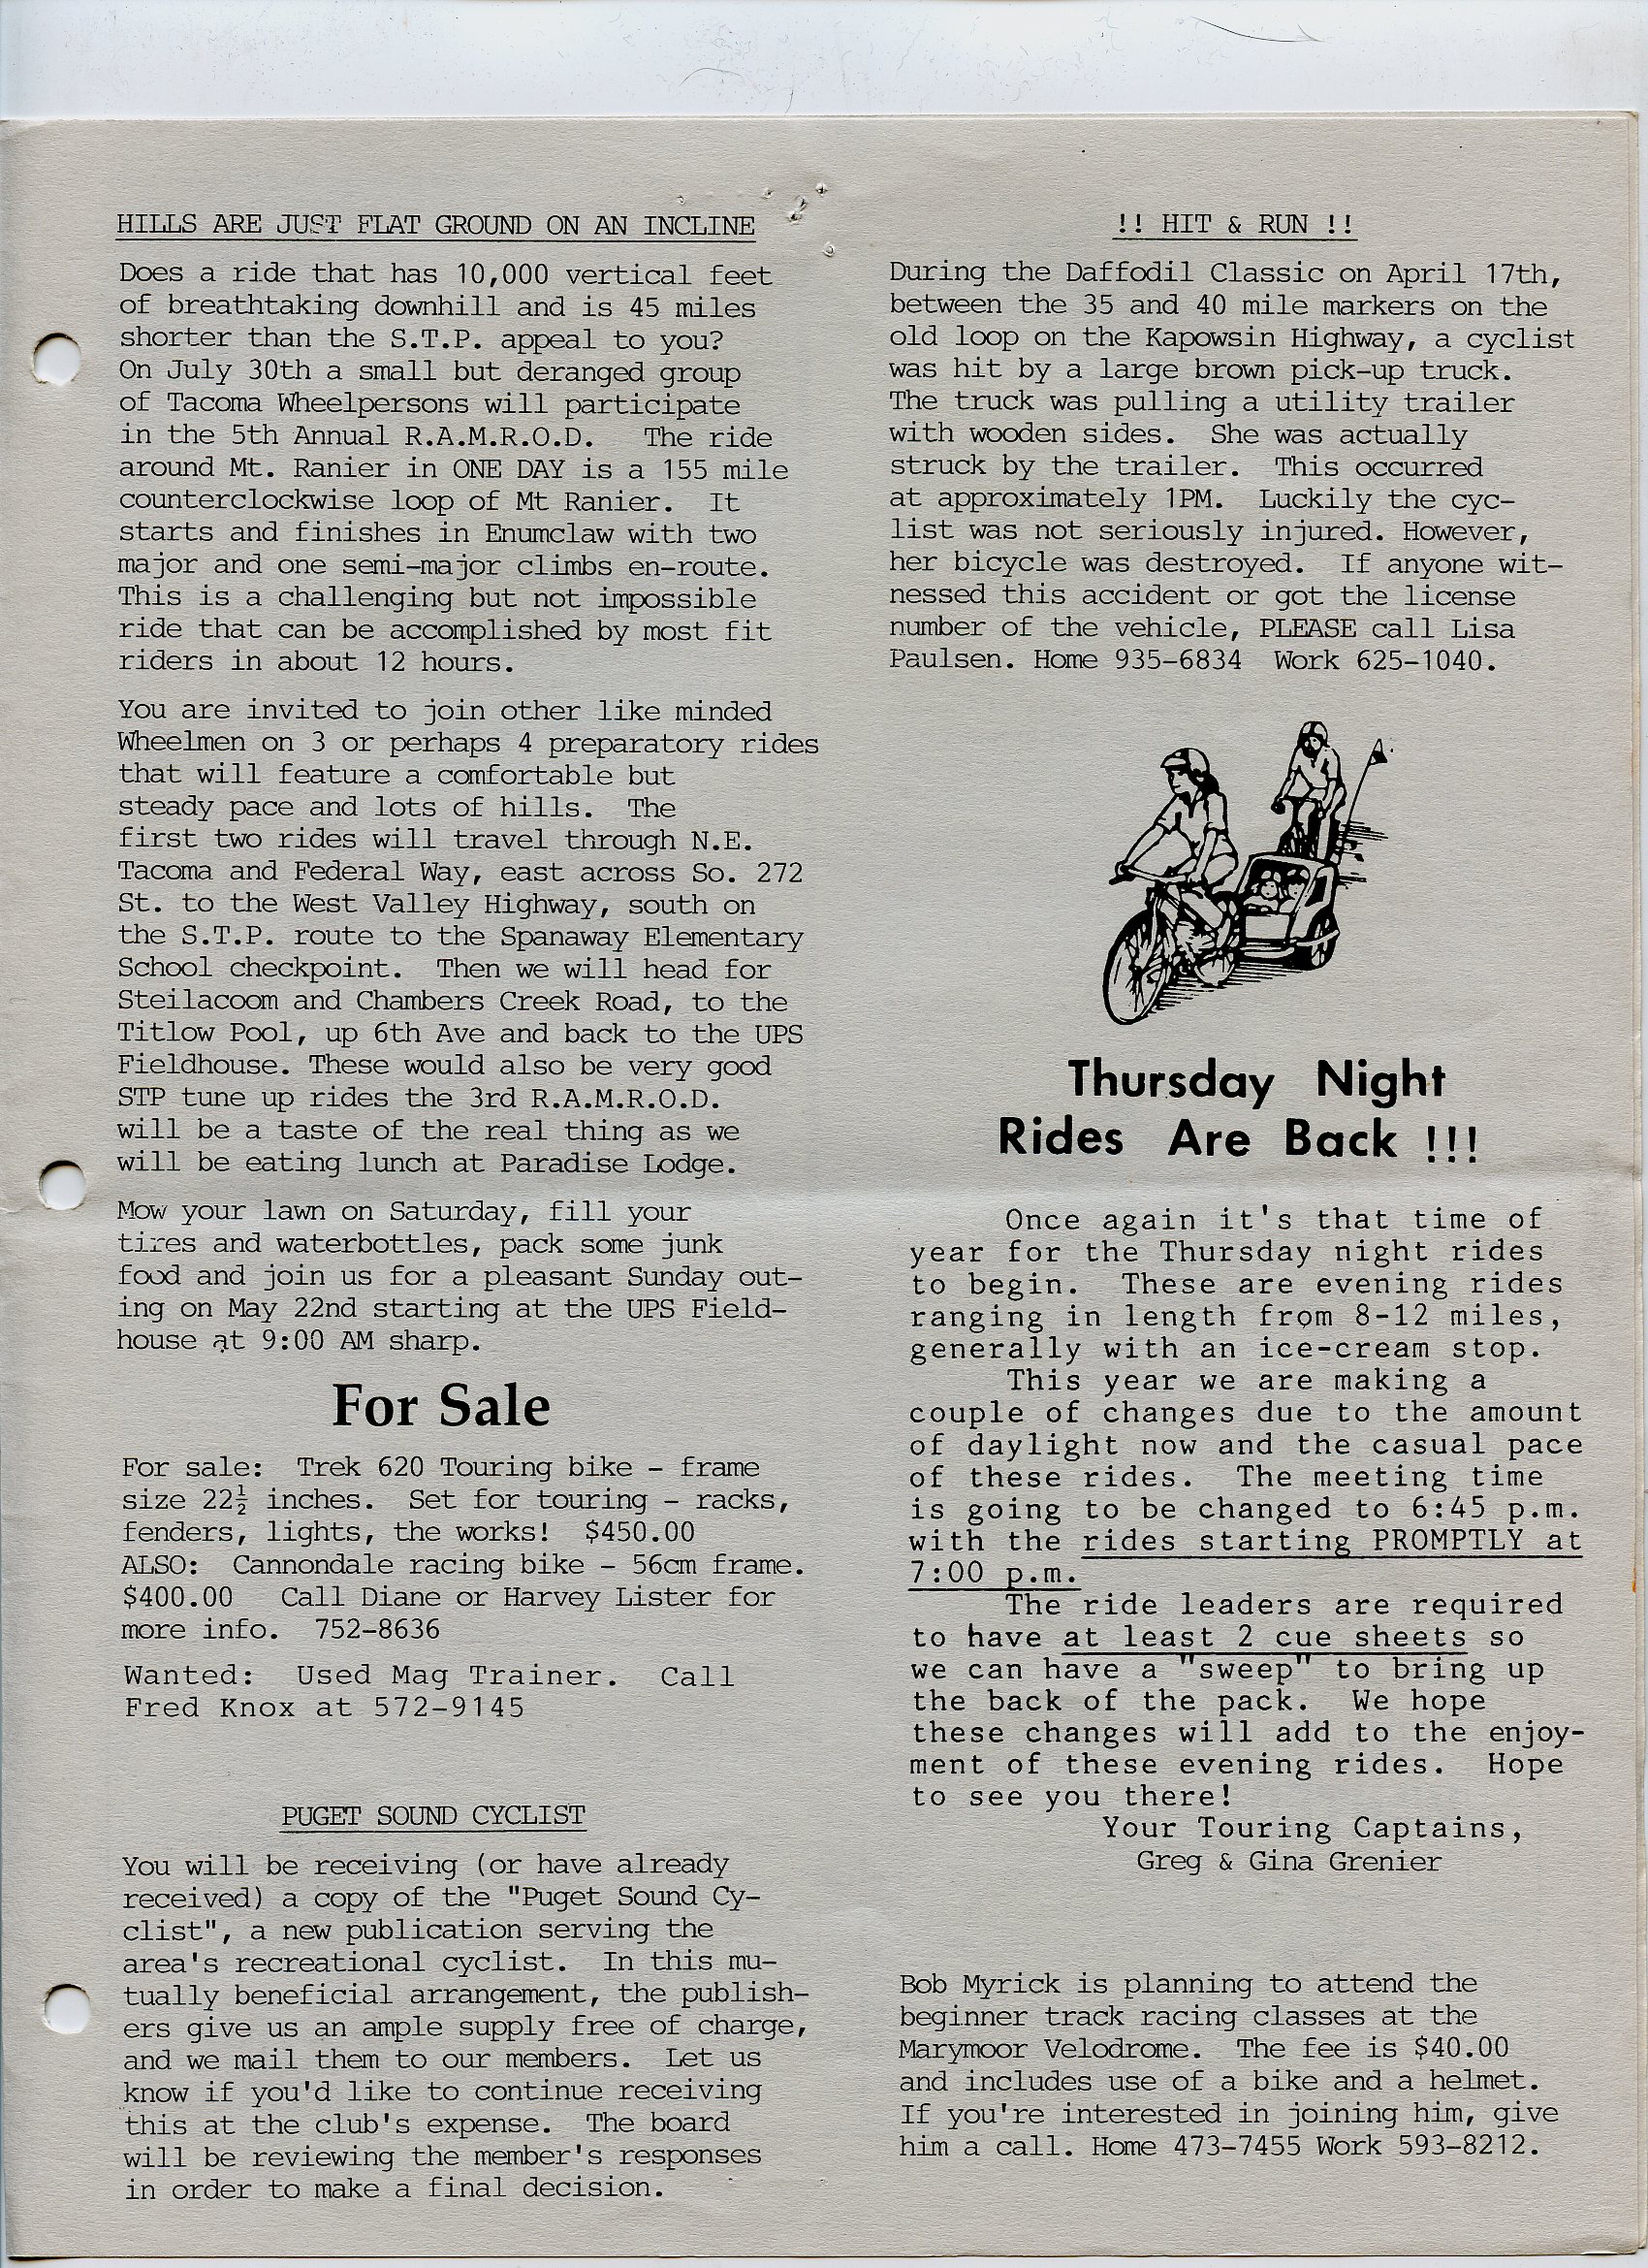 HILLS ARE JUST FLAT GROUND ON AN INCLINE
Does a ride that has 10,000 vertical feet
of breathtaking downhill and is 45 miles
shorter than the S.T.P. appeal to you?
On July 30th a small but deranged group
of Tacoma Wheelpersons will participate
in the 5th Annual R.A.M.R.O.D. The ride
around Mt. Ranier in ONE DAY is a 155 mile
counterclockwise loop of Mt Ranier. It
starts and finishes in Enumclaw with two
major and one semi-major climbs en-route.
This is a challenging but not impossible
ride that can be accomplished by most fit
riders in about 12 hours.
You are invited to join other like minded
Wheelmen on 3 or perhaps 4 preparatory rides
that will feature a comfortable but
steady pace and lots of hills. The
first two rides will travel through N.E.
Tacoma and Federal Way, east across So. 272
St. to the West Valley Highway, south on
the S.T.P. route to the Spanaway Elementary
School checkpoint. Then we will head for
Steilacoom and Chambers Creek Road, to the
Titlow Pool, up 6th Ave and back to the UPS
Fieldhouse. These would also be very good
STP tune up rides the 3rd R.A.M.R.O.D.
will be a taste of the real thing as we
will be eating lunch at Paradise Lodge.
Mow your lawn on Saturday, fill your
tires and waterbottles, pack some junk
food and join us for a pleasant Sunday out-
ing on May 22nd starting at the UPS Field-
house at 9:00 AM sharp.
For Sale
For sale: Trek 620 Touring bike - frame
size 22½ inches. Set for touring - racks,
fenders, lights, the works! $450.00
ALSO: Cannondale racing bike - 56cm frame.
$400.00 Call Diane or Harvey Lister for
more info. 752-8636
Wanted: Used Mag Trainer. Call
Fred Knox at 572-9145
PUGET SOUND CYCLIST
You will be receiving (or have already
received) a copy of the "Puget Sound Cy-
clist", a new publication serving the
area's recreational cyclist. In this mu-
tually beneficial arrangement, the publish-
ers give us an ample supply free of charge,
and we mail them to our members. Let us
know if you'd like to continue receiving
this at the club's expense. The board
will be reviewing the member's responses
in order to make a final decision.
!! HIT & RUN !!
During the Daffodil Classic on April 17th,
between the 35 and 40 mile markers on the
old loop on the Kapowsin Highway, a cyclist
was hit by a large brown pick-up truck.
The truck was pulling a utility trailer
with wooden sides. She was actually
struck by the trailer. This occurred
at approximately 1PM. Luckily the cyc-
list was not seriously injured. However,
her bicycle was destroyed. If anyone wit-
nessed this accident or got the license
number of the vehicle, PLEASE call Lisa
Paulsen. Home 935-6834 Work 625-1040.
Thursday Night
Rides Are Back !!!
Once again it's that time of
year for the Thursday night rides
to begin. These are evening rides
ranging in length from 8-12 miles,
generally with an ice-cream stop.
This year we are making a
couple of changes due to the amount
of daylight now and the casual pace
of these rides. The meeting time
is going to be changed to 6:45 p.m.
with the rides starting PROMPTLY at
7:00 p.m.
The ride leaders are required
to have at least 2 cue sheets so
we can have a "sweep" to bring up
the back of the pack. We hope
these changes will add to the enjoy-
ment of these evening rides. Hope
to see you there!
Your Touring Captains,
Greg & Gina Grenier
Bob Myrick is planning to attend the
beginner track racing classes at the
Marymoor Velodrome. The fee is $40.00
and includes use of a bike and a helmet.
If you're interested in joining him, give
him a call. Home 473-7455 Work 593-8212.